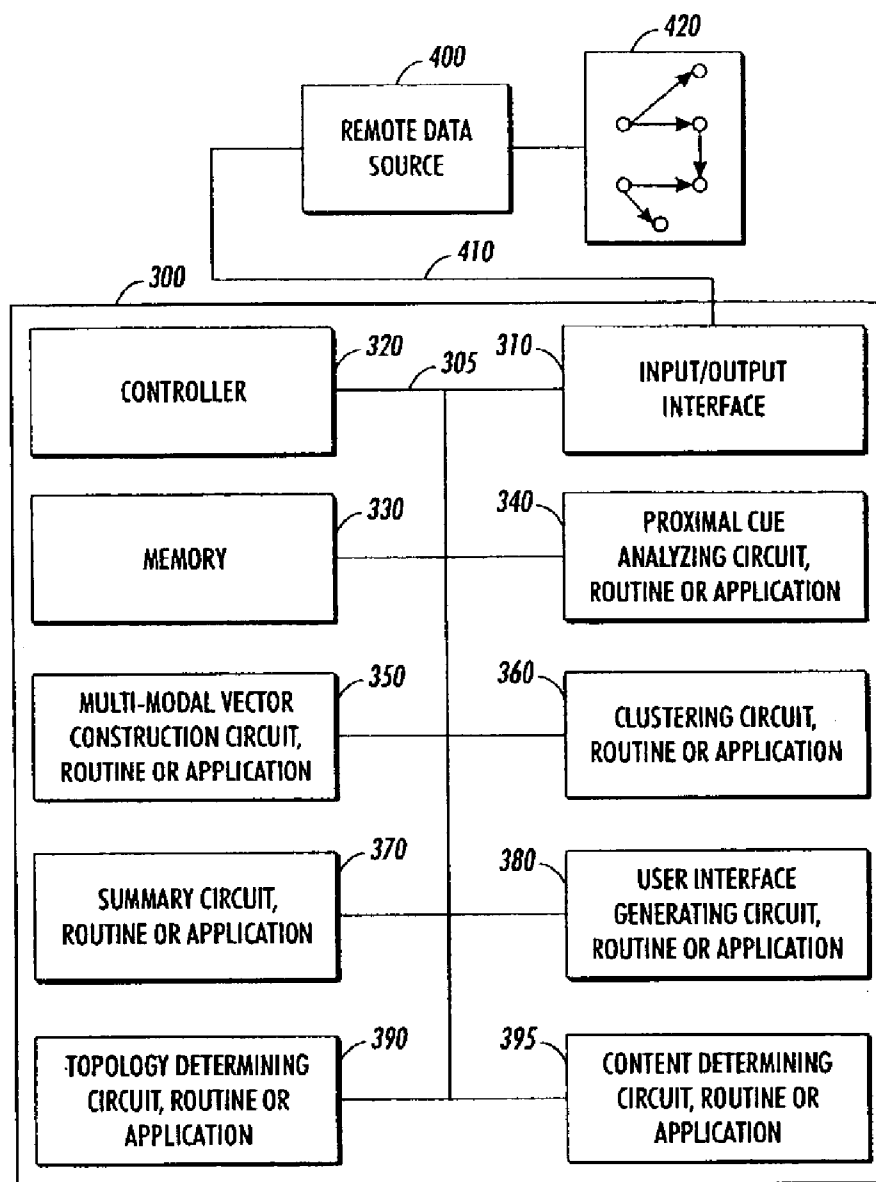 420
400
REMOTE DATA
SOURCE
410
300
320
305
310
CONTROLLER
INPUT/OUTPUT
INTERFACE
330
340
MEMORY
PROXIMAL CUE
ANALYZING CIRCUIT,
ROUTINE OR APPLICATION
350
360
MULTI-MODAL VECTOR
CONSTRUCTION CIRCUIT,
ROUTINE OR APPLICATION
CLUSTERING CIRCUIT,
ROUTINE OR APPLICATION
370
380
SUMMARY CIRCUIT,
ROUTINE OR APPLICATION
USER INTERFACE
GENERATING CIRCUIT,
ROUTINE OR APPLICATION
390
395
TOPOLOGY DETERMINING
CIRCUIT, ROUTINE OR
APPLICATION
CONTENT DETERMINING
CIRCUIT, ROUTINE OR
APPLICATION